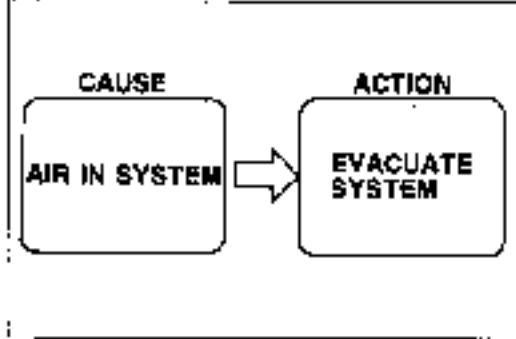 CAUSE
ACTION
AIR IN SYSTEM
EVACUATE
SYSTEM